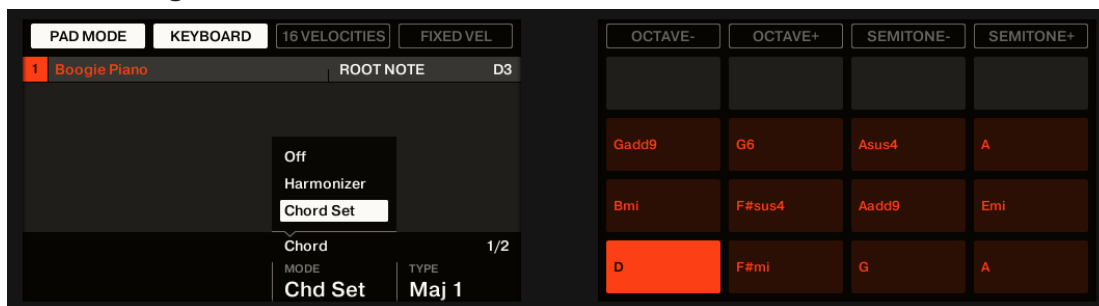 PAD MODE KEYBOARD 16 VELOCITIES FIXED VEL
1 Boogie Piano ROOT NOTE D3
Off
Harmonizer
Chord Set
Chord 1/2
MODE TYPE
Chd Set Maj 1
OCTAVE- OCTAVE+ SEMITONE- SEMITONE+
Gadd9 G6 Asus4 A
Bmi F#sus4 Aadd9 Emi
D F#mi G A